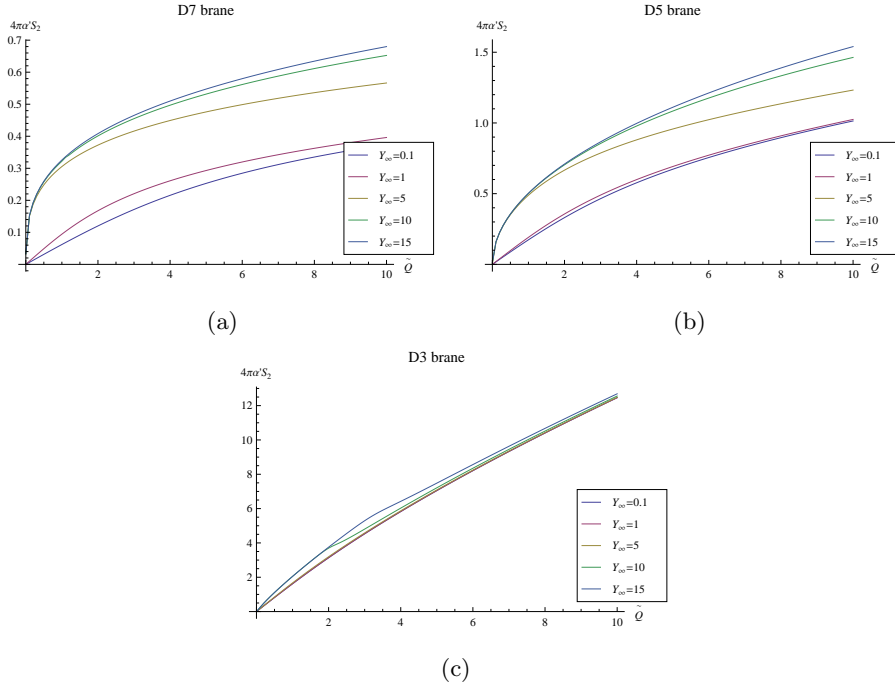 D7 brane
4πα'S₂
0.7
0.6
0.5
0.4
0.3
0.2
0.1
2
4
6
8
10
Q̃
Y∞=0.1
Y∞=1
Y∞=5
Y∞=10
Y∞=15
(a)
D5 brane
4πα'S₂
1.5
1.0
0.5
2
4
6
8
10
Q̃
Y∞=0.1
Y∞=1
Y∞=5
Y∞=10
Y∞=15
(b)
D3 brane
4πα'S₂
12
10
8
6
4
2
2
4
6
8
10
Q̃
Y∞=0.1
Y∞=1
Y∞=5
Y∞=10
Y∞=15
(c)